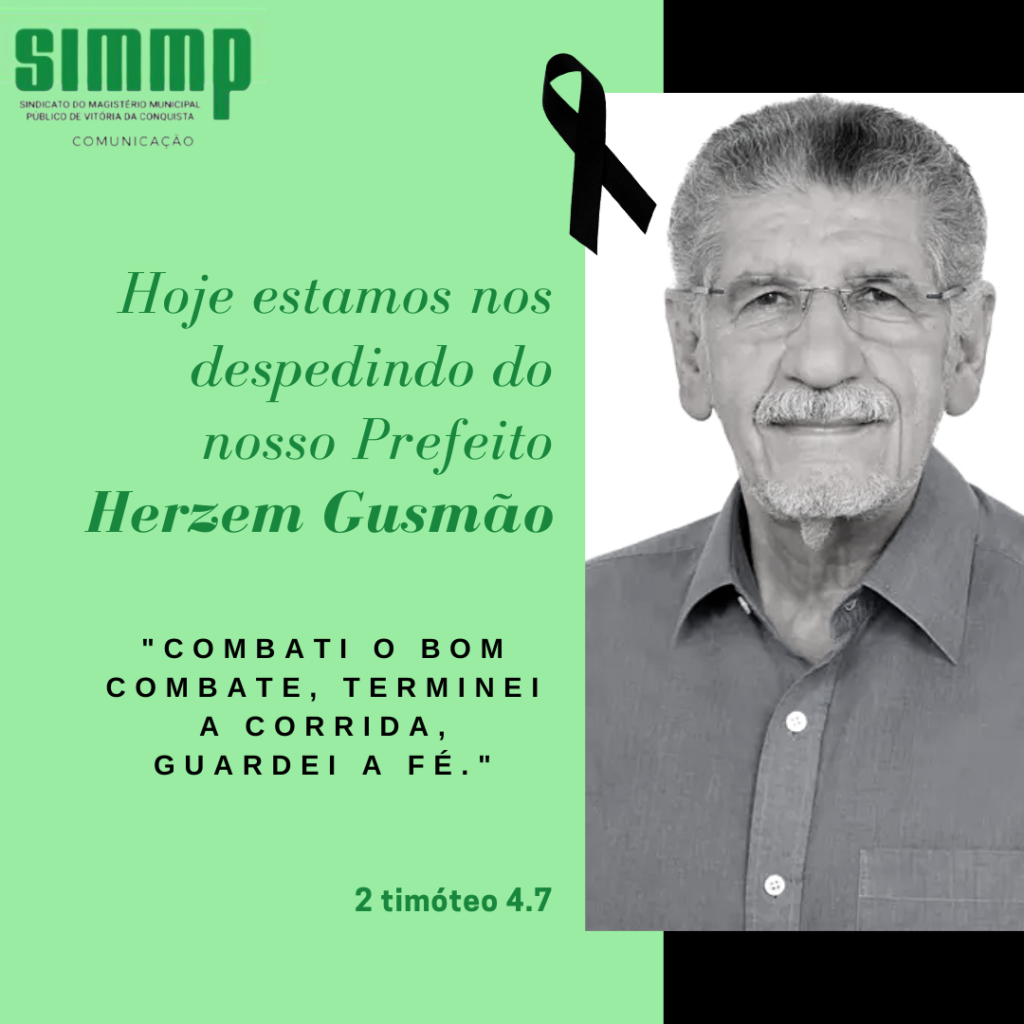 SIMMP
SINDICATO DO MAGISTÉRIO MUNICIPAL
PÚBLICO DE VITÓRIA DA CONQUISTA
COMUNICAÇÃO
Hoje estamos nos
despedindo do
nosso Prefeito
Herzem Gusmão
"COMBATI O BOM
COMBATE, TERMINEI
A CORRIDA,
GUARDEI A FÉ."
2 timóteo 4.7